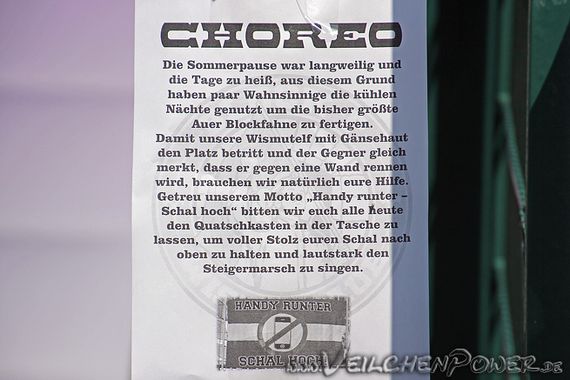 CHOREO
Die Sommerpause war langweilig und
die Tage zu heiß, aus diesem Grund
haben paar Wahnsinnige die kühlen
Nächte genutzt um die bisher größte
Auer Blockfahne zu fertigen.
Damit unsere Wismutelf mit Gänsehaut
den Platz betritt und der Gegner gleich
merkt, dass er gegen eine Wand rennen
wird, brauchen wir natürlich eure Hilfe.
Getreu unserem Motto „Handy runter –
Schal hoch“ bitten wir euch alle heute
den Quatschkasten in der Tasche zu
lassen, um voller Stolz euren Schal nach
oben zu halten und lautstark den
Steigermarsch zu singen.
HANDY RUNTER
SCHAL HOCH
www.VeilchenPower.de